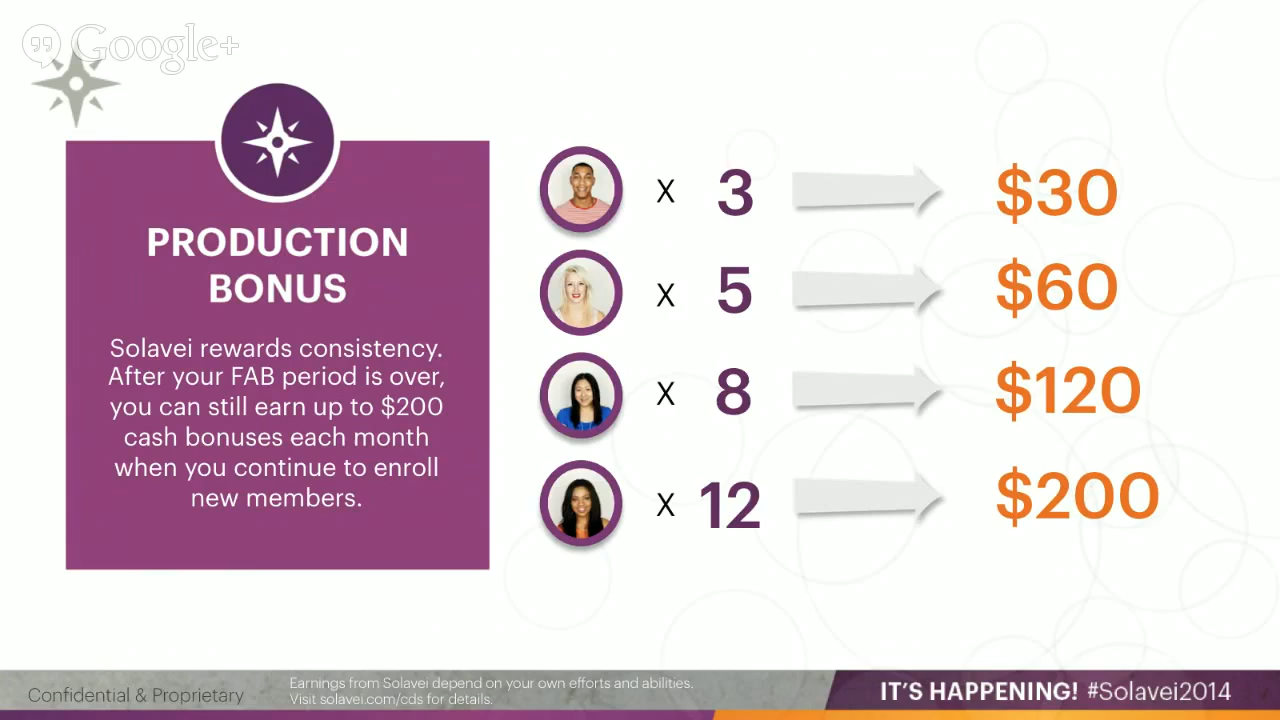 Google+
PRODUCTION
BONUS
Solavei rewards consistency.
After your FAB period is over,
you can still earn up to $200
cash bonuses each month
when you continue to enroll
new members.
X 3 $30
X 5 $60
X 8 $120
X 12 $200
Confidential & Proprietary
Earnings from Solavei depend on your own efforts and abilities.
Visit solavei.com/cds for details.
IT'S HAPPENING! #Solavei2014